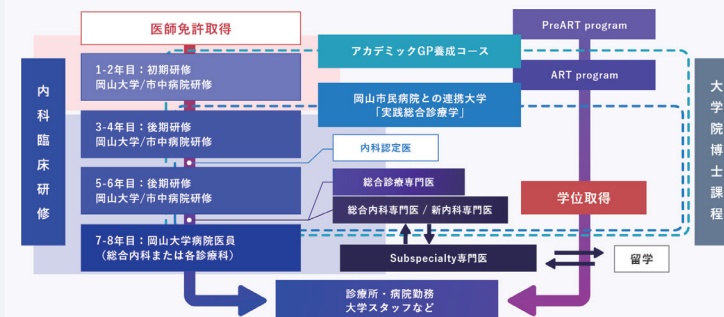 医師免許取得
PreART program
アカデミックGP養成コース
ART program
1-2年目：初期研修
岡山大学/市中病院研修
岡山市民病院との連携大学
「実践総合診療学」
内科臨床研修
大学院博士課程
3-4年目：後期研修
岡山大学/市中病院研修
内科認定医
5-6年目：後期研修
岡山大学/市中病院研修
総合診療専門医
学位取得
総合内科専門医 / 新内科専門医
7-8年目：岡山大学病院医員
（総合内科または各診療科）
Subspecialty専門医
留学
診療所・病院勤務
大学スタッフなど